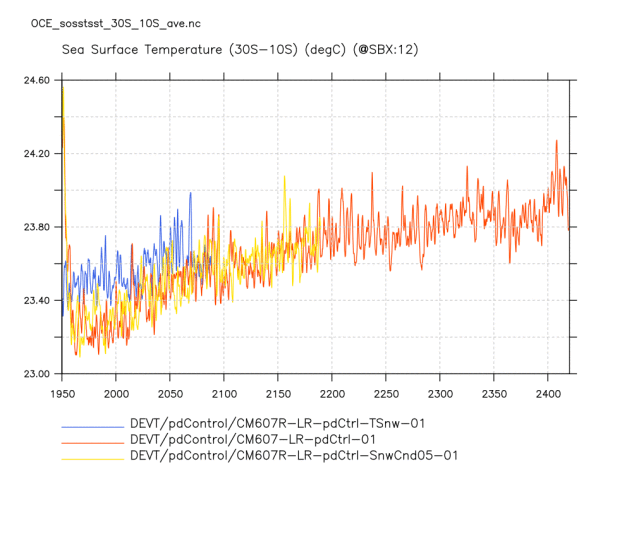 OCE_sosstsst_30S_10S_ave.nc
Sea Surface Temperature (30S-10S) (degC) (@SBX:12)
24.60
24.20
23.80
23.40
23.00
1950 2000 2050 2100 2150 2200 2250 2300 2350 2400
DEVT/pdControl/CM607R-LR-pdCtrl-TSnw-01
DEVT/pdControl/CM607-LR-pdCtrl-01
DEVT/pdControl/CM607R-LR-pdCtrl-SnwCnd05-01